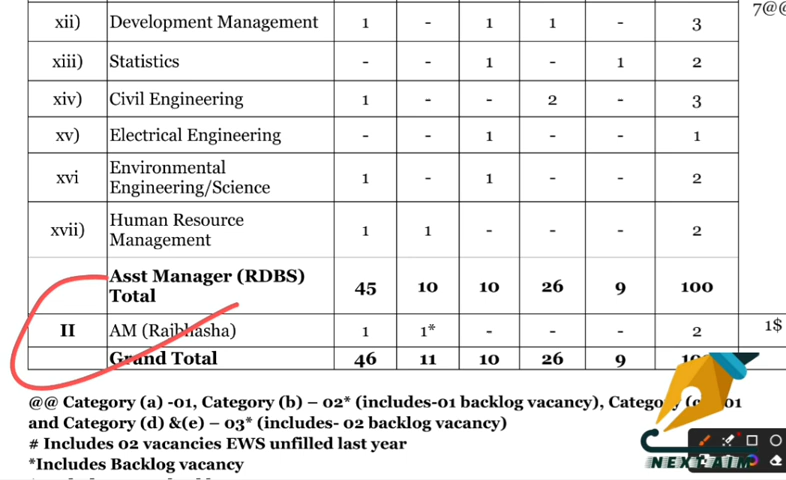 7@@
xii) Development Management 1 - 1 1 - 3
xiii) Statistics - - 1 - 1 2
xiv) Civil Engineering 1 - - 2 - 3
xv) Electrical Engineering - - 1 - - 1
xvi Environmental Engineering/Science 1 - 1 - - 2
xvii) Human Resource Management 1 1 - - - 2
Asst Manager (RDBS) Total 45 10 10 26 9 100
II AM (Rajbhasha) 1 1* - - - 2 1$
Grand Total 46 11 10 26 9
@@ Category (a) -01, Category (b) – 02* (includes-01 backlog vacancy), 01
and Category (d) &(e) – 03* (includes- 02 backlog vacancy)
# Includes 02 vacancies EWS unfilled last year
*Includes Backlog vacancy